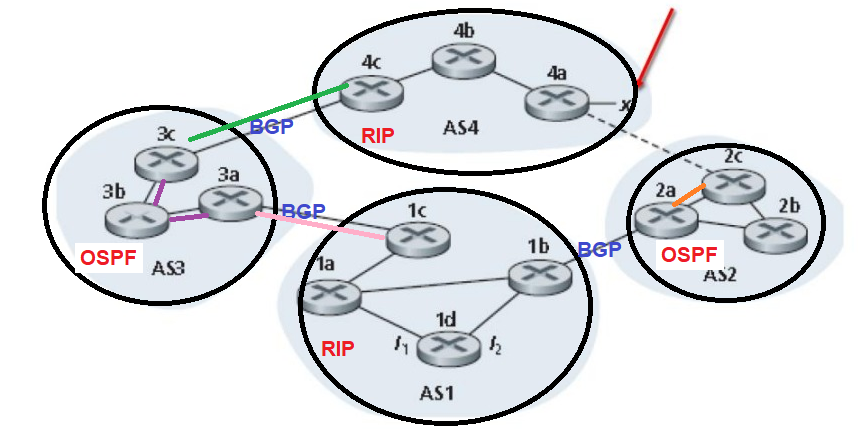 4b
4c
4a
x
BGP
RIP
AS4
3c
3a
3b
2c
2a
2b
BGP
1c
OSPF
AS3
1b
BGP
OSPF
AS2
1a
1d
RIP
I1
I2
AS1